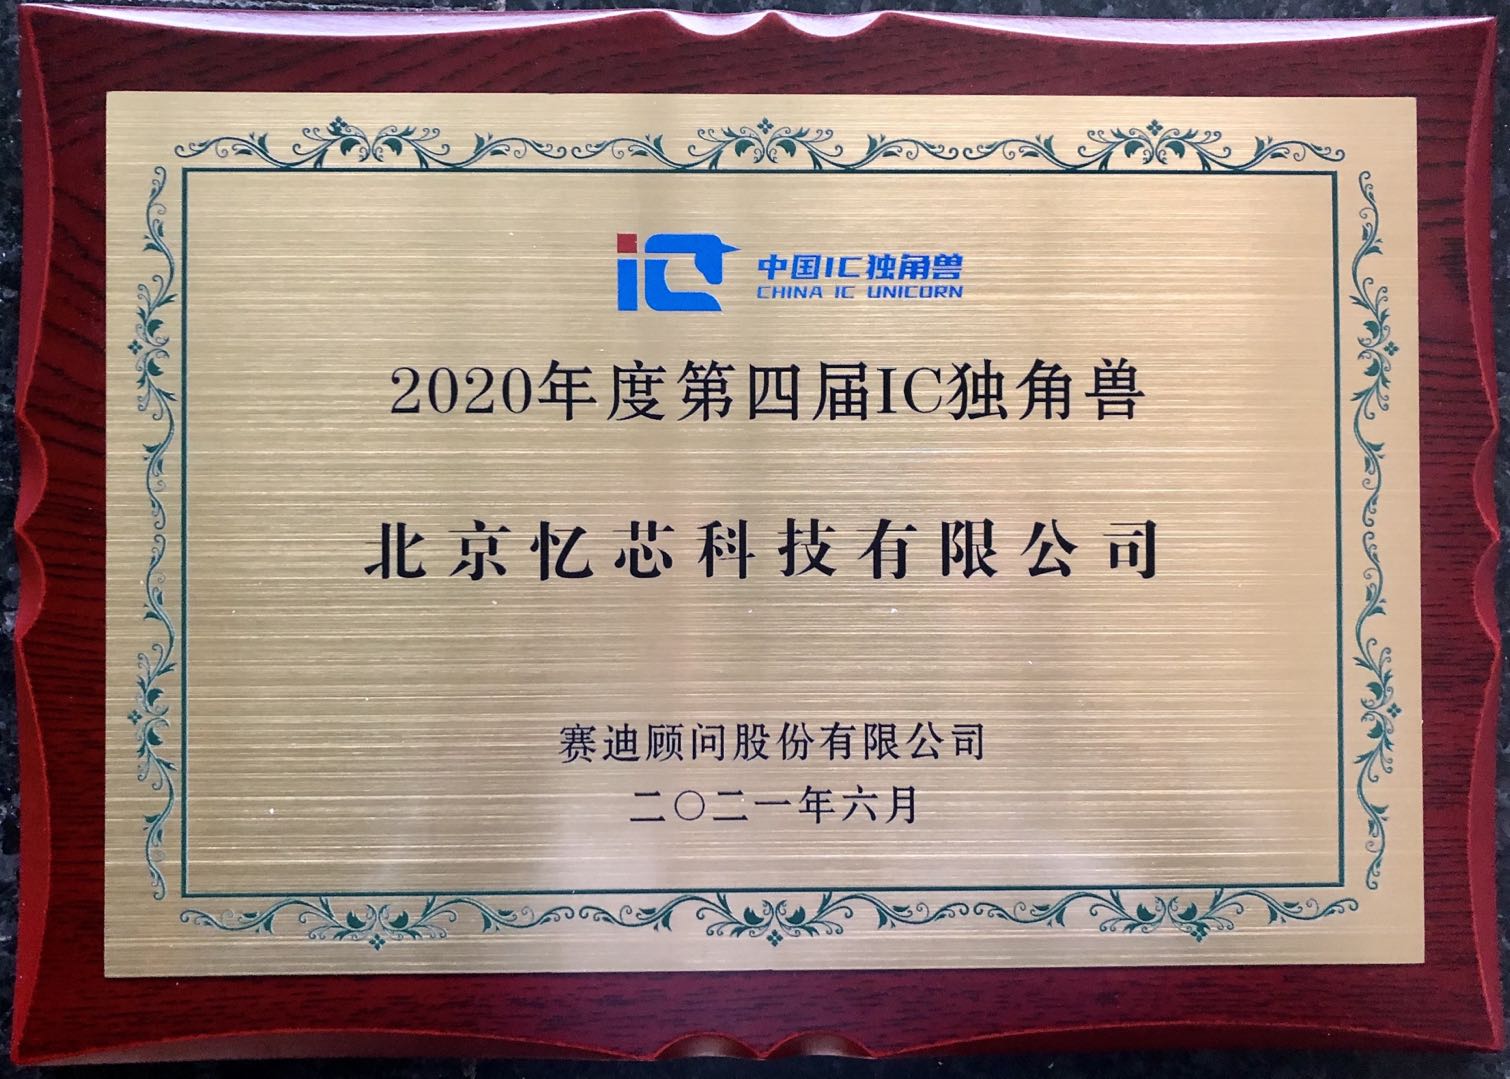 iC
中国IC独角兽
CHINA IC UNICORN
2020年度第四届IC独角兽
北京忆芯科技有限公司
赛迪顾问股份有限公司
二〇二一年六月